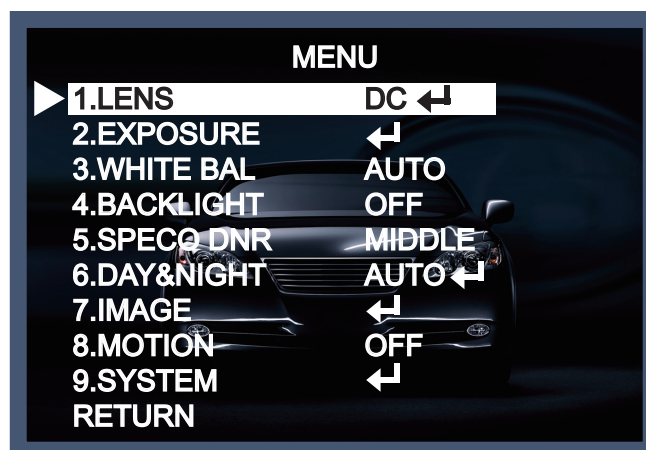 MENU
1.LENS DC ↵
2.EXPOSURE ↵
3.WHITE BAL AUTO
4.BACKLIGHT OFF
5.SPECO DNR MIDDLE
6.DAY&NIGHT AUTO ↵
7.IMAGE ↵
8.MOTION OFF
9.SYSTEM ↵
RETURN